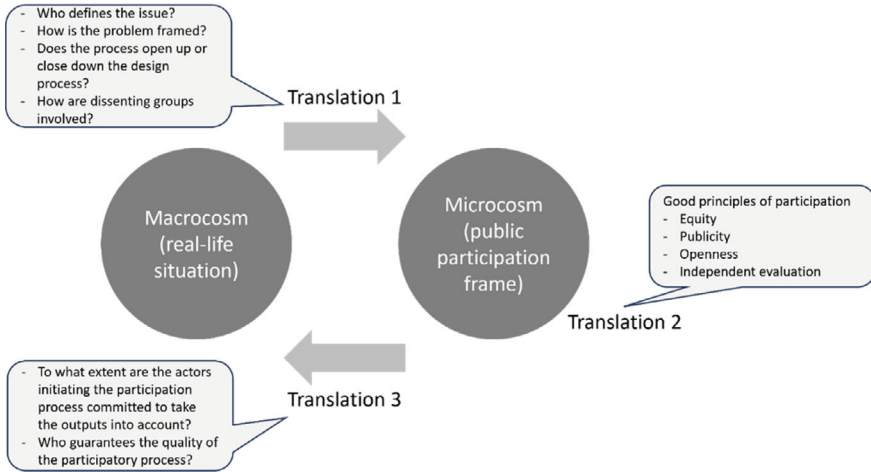 - Who defines the issue?
- How is the problem framed?
- Does the process open up or
close down the design
process?
- How are dissenting groups
involved?
Translation 1
Macrocosm
(real-life
situation)
Microcosm
(public
participation
frame)
Good principles of participation
- Equity
- Publicity
- Openness
- Independent evaluation
Translation 2
- To what extent are the actors
initiating the participation
process committed to take
the outputs into account?
- Who guarantees the quality of
the participatory process?
Translation 3